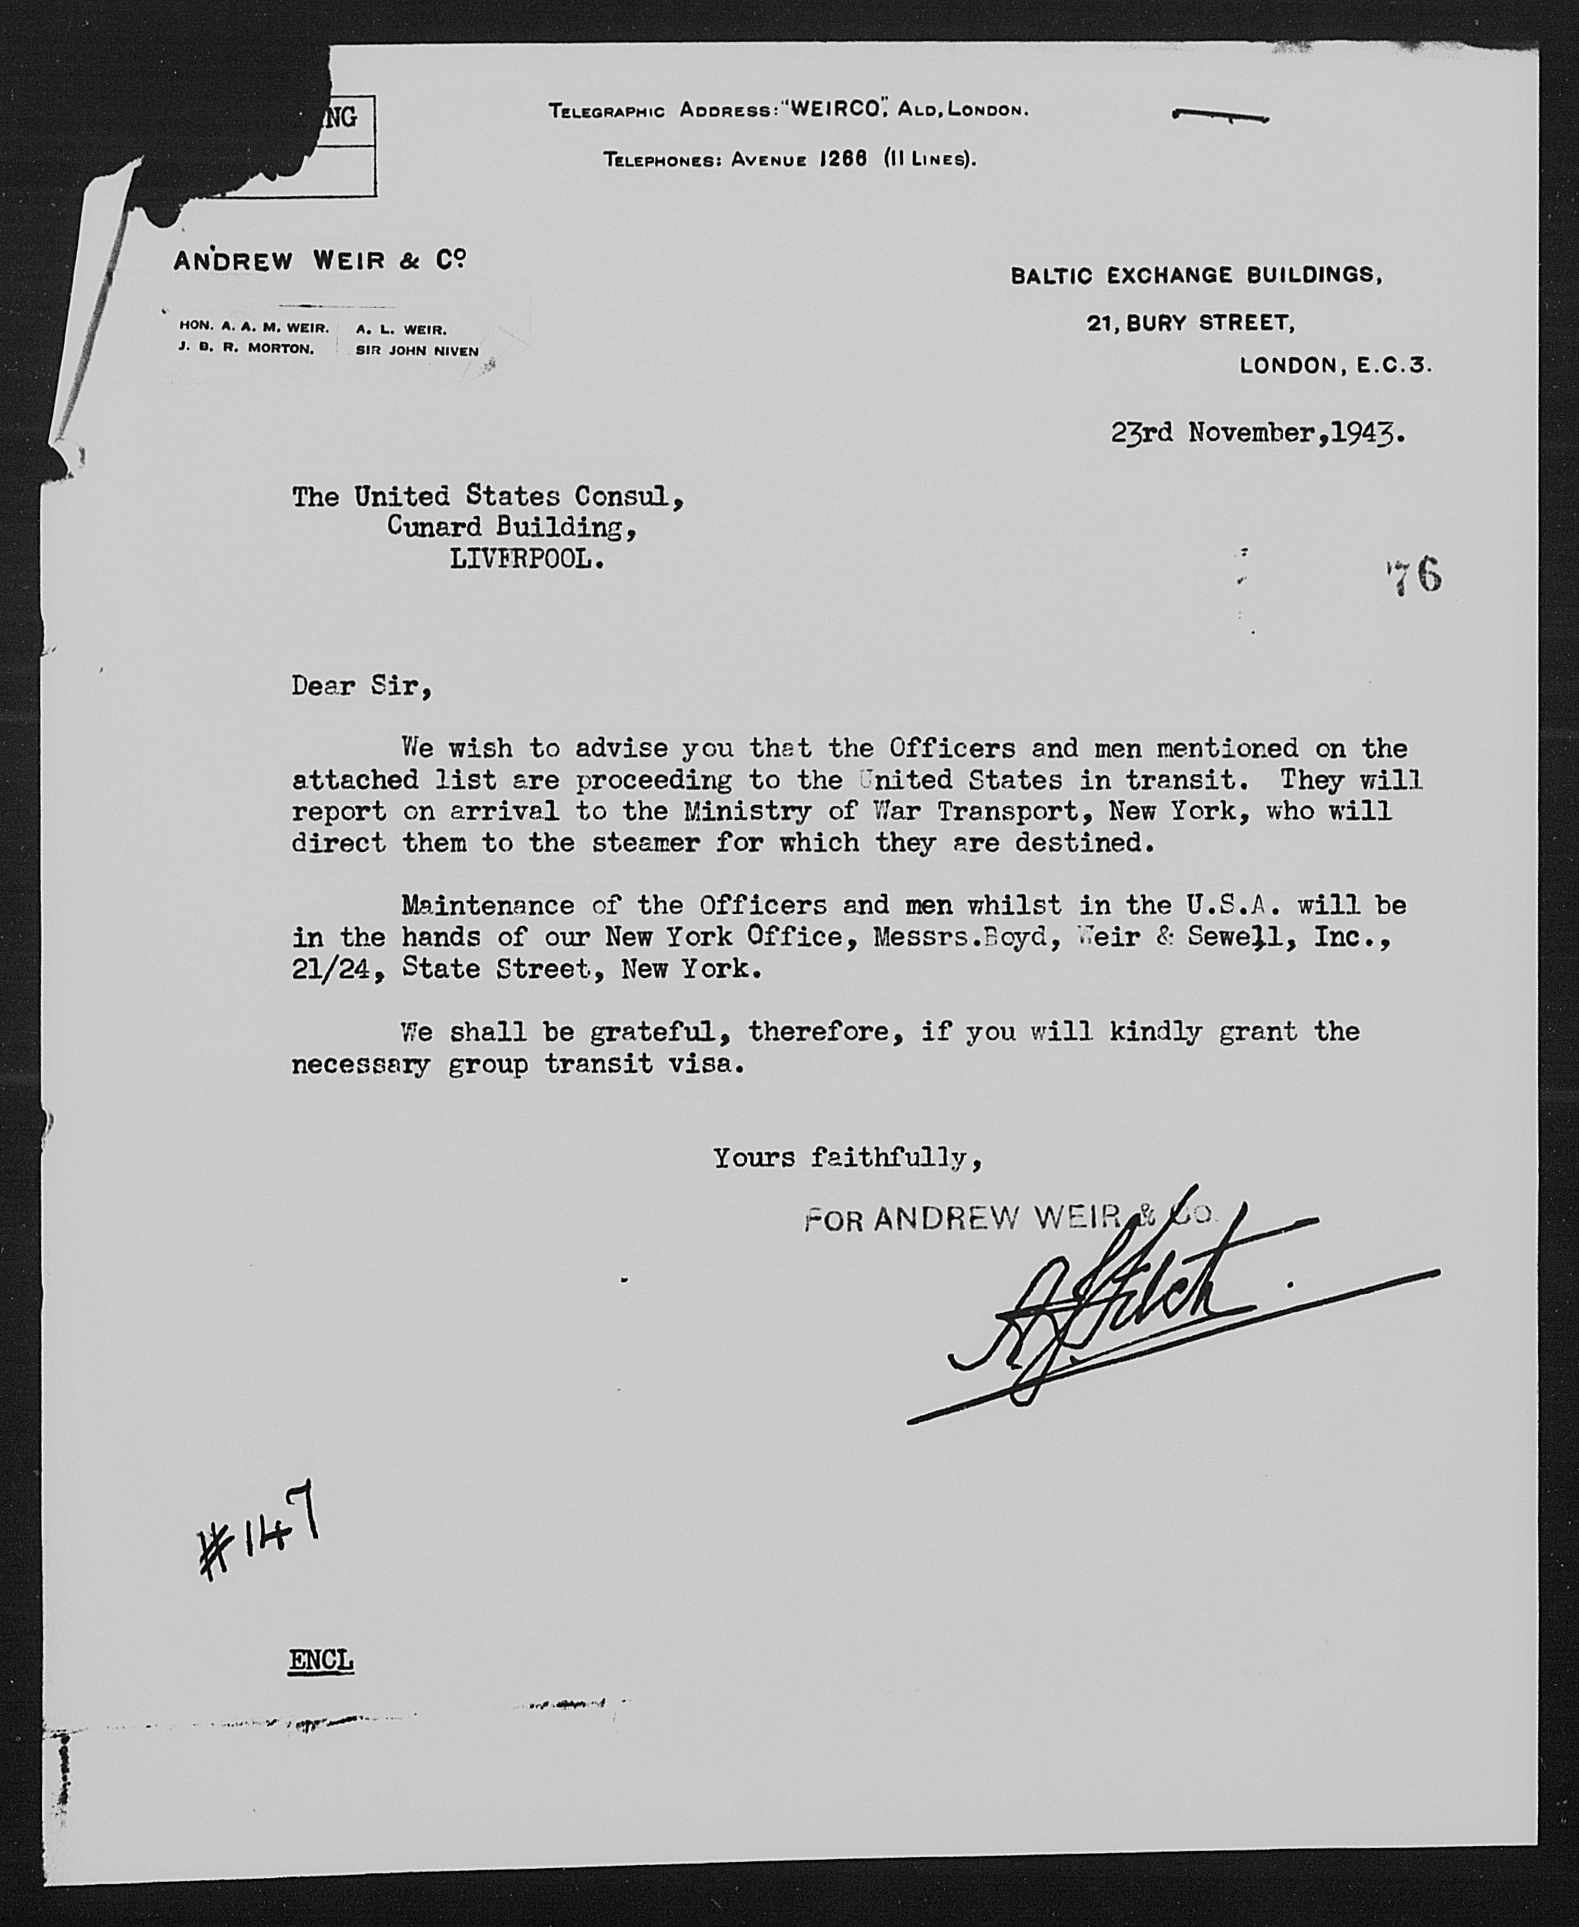 NG
TELEGRAPHIC ADDRESS: "WEIRCO", ALD, LONDON.
TELEPHONES: AVENUE 1266 (11 LINES).
ANDREW WEIR & Co.
HON. A. A. M. WEIR. A. L. WEIR.
J. B. R. MORTON. SIR JOHN NIVEN
BALTIC EXCHANGE BUILDINGS,
21, BURY STREET,
LONDON, E.C.3.
23rd November,1943.
The United States Consul,
Cunard Building,
LIVERPOOL.
76
Dear Sir,
We wish to advise you that the Officers and men mentioned on the
attached list are proceeding to the United States in transit. They will
report on arrival to the Ministry of War Transport, New York, who will
direct them to the steamer for which they are destined.
Maintenance of the Officers and men whilst in the U.S.A. will be
in the hands of our New York Office, Messrs.Boyd, Weir & Sewell, Inc.,
21/24, State Street, New York.
We shall be grateful, therefore, if you will kindly grant the
necessary group transit visa.
Yours faithfully,
FOR ANDREW WEIR & CO.
#147
ENCL